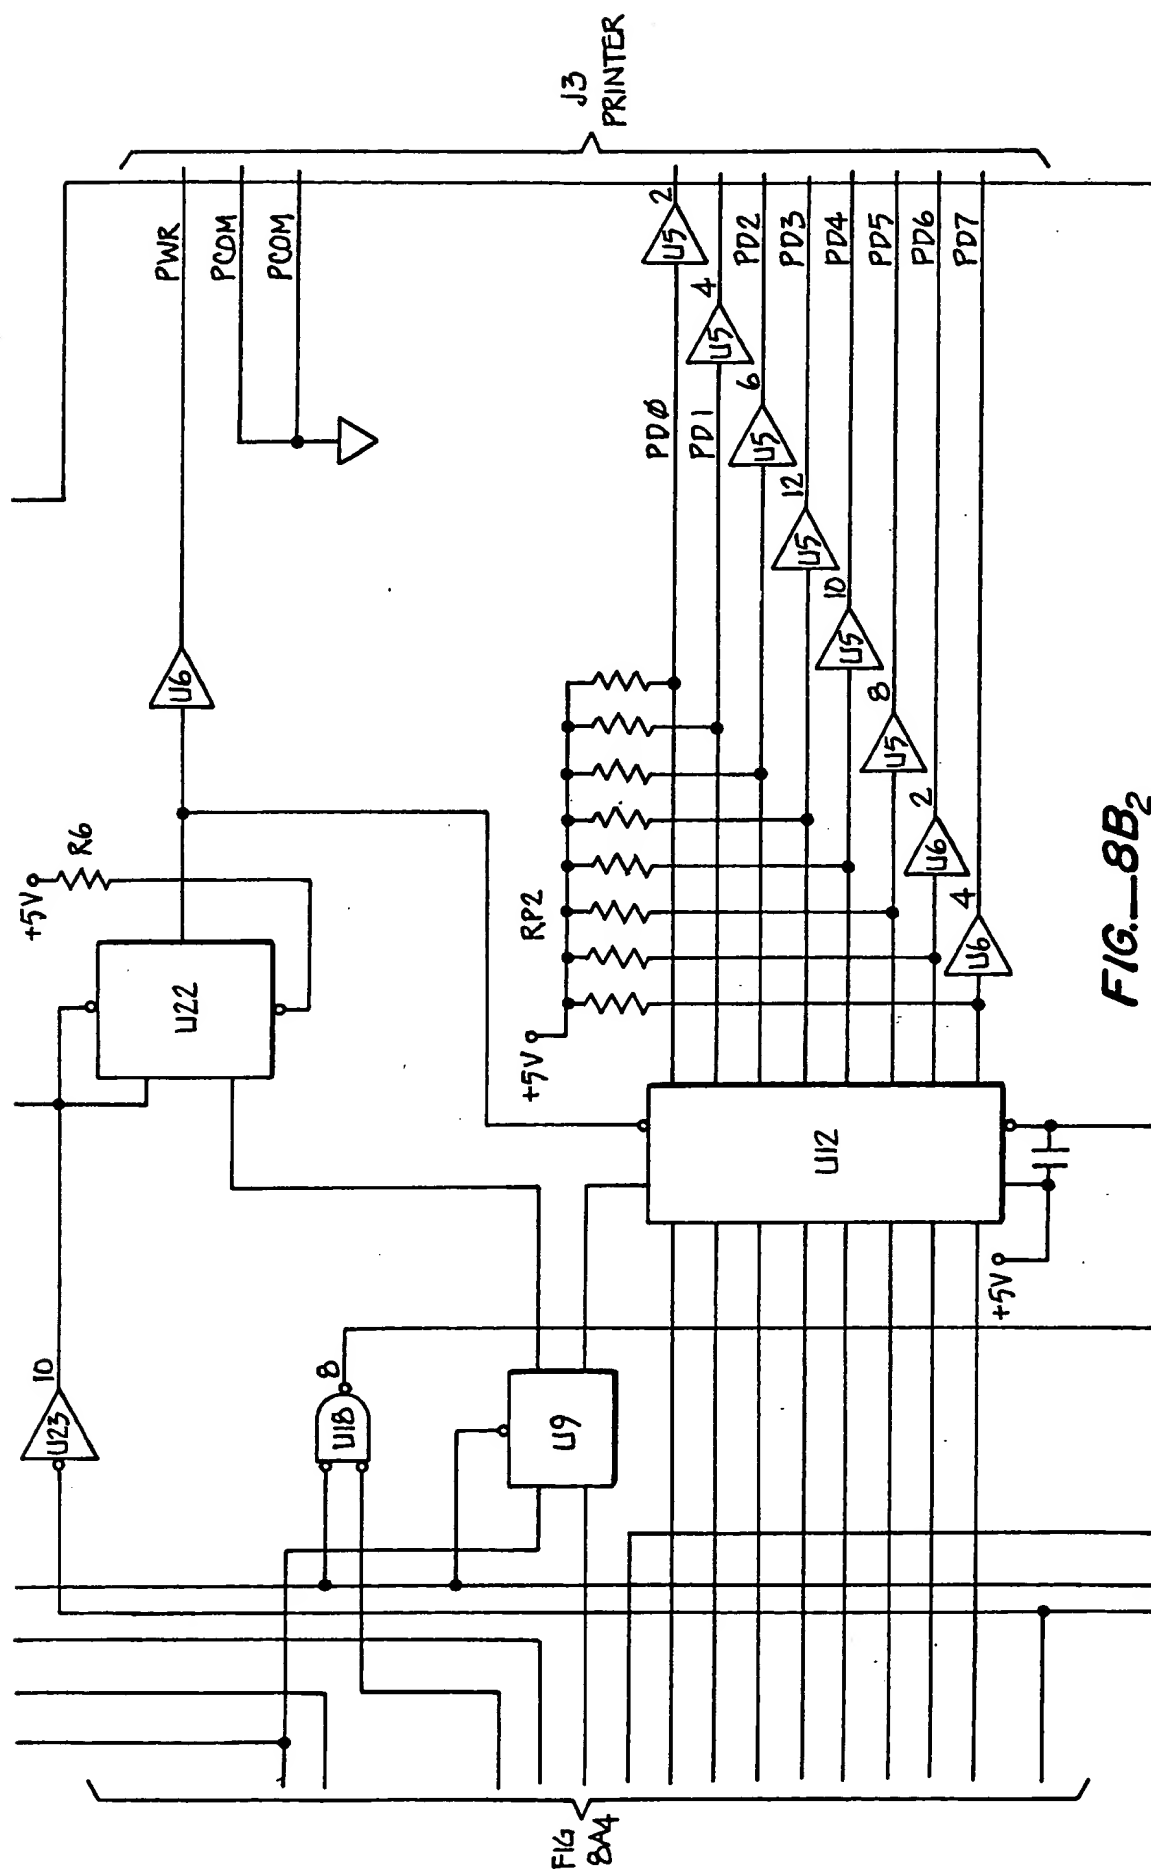 J3
PRINTER
PWR
PCOM
PCOM
+5V
R6
U6
U22
U23
10
U18
8
U9
+5V
RP2
PDØ
U5
2
PD1
U5
4
U5
6
PD2
U5
12
PD3
U5
10
PD4
U5
8
PD5
U6
2
PD6
U6
4
PD7
U12
+5V
FIG
8A4
FIG._8B2